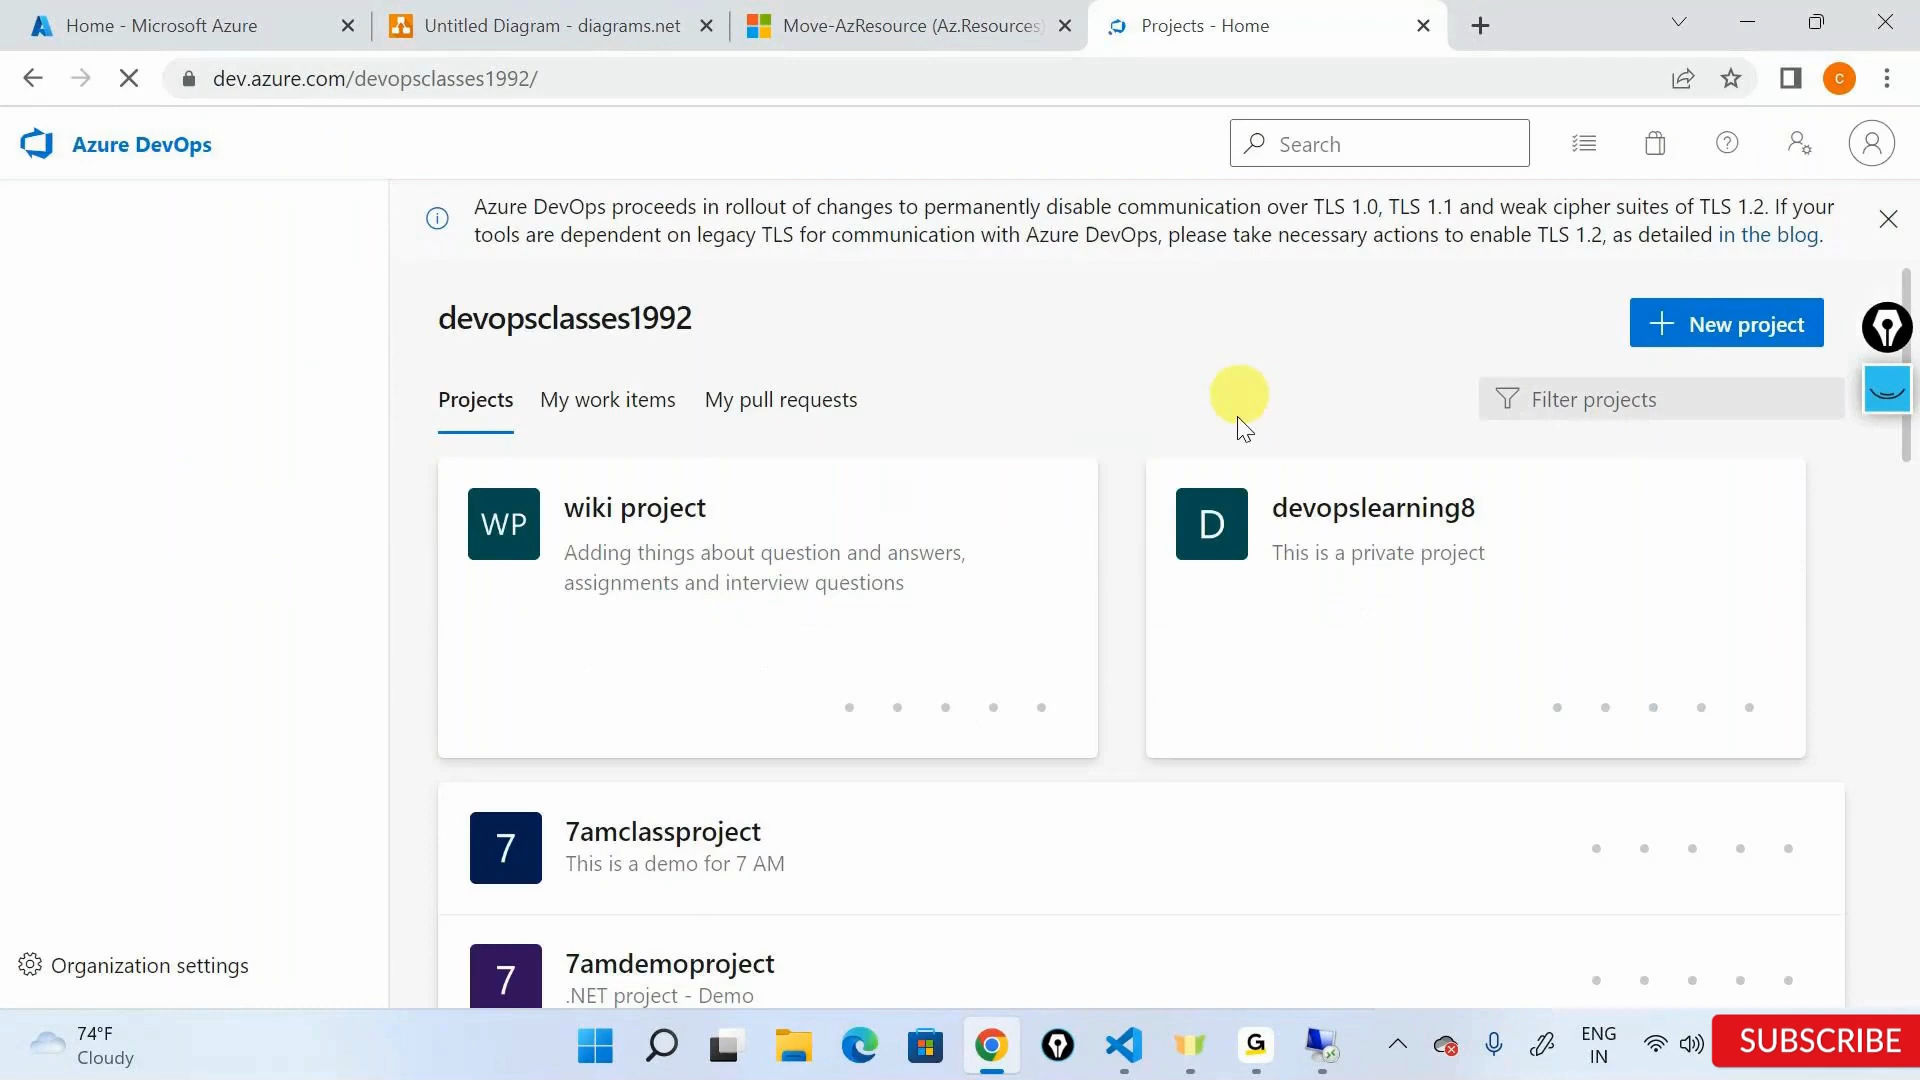 Home - Microsoft Azure
Untitled Diagram - diagrams.net
Move-AzResource (Az.Resources)
Projects - Home
dev.azure.com/devopsclasses1992/
C
Azure DevOps
Search
Azure DevOps proceeds in rollout of changes to permanently disable communication over TLS 1.0, TLS 1.1 and weak cipher suites of TLS 1.2. If your
tools are dependent on legacy TLS for communication with Azure DevOps, please take necessary actions to enable TLS 1.2, as detailed in the blog.
devopsclasses1992
New project
Projects
My work items
My pull requests
Filter projects
WP
wiki project
Adding things about question and answers,
assignments and interview questions
D
devopslearning8
This is a private project
7
7amclassproject
This is a demo for 7 AM
7
7amdemoproject
.NET project - Demo
Organization settings
74°F
Cloudy
G
ENG
IN
SUBSCRIBE